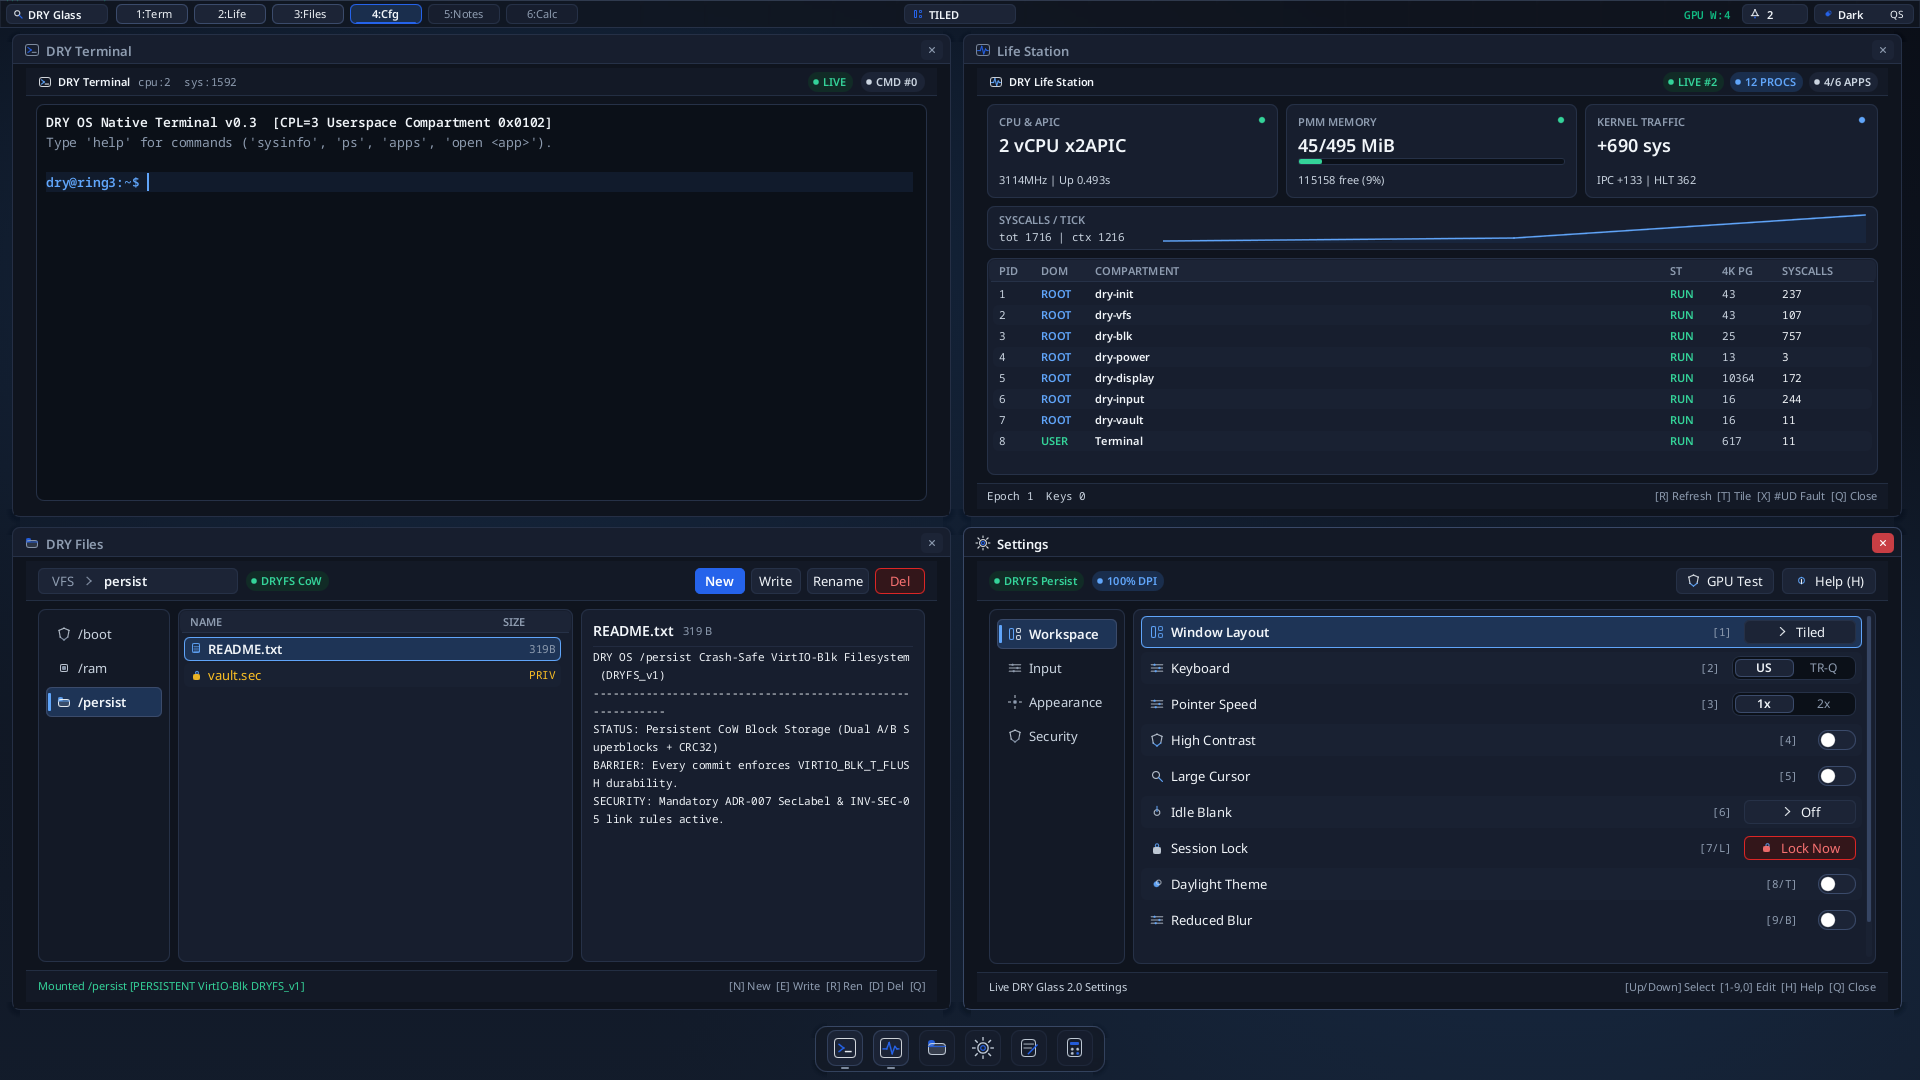 DRY Glass 1:Term 2:Life 3:Files 4:Cfg 5:Notes 6:Calc TILED GPU W:4 2 Dark QS
DRY Terminal
DRY Terminal cpu:2 sys:1592 LIVE CMD #0
DRY OS Native Terminal v0.3 [CPL=3 Userspace Compartment 0x0102]
Type 'help' for commands ('sysinfo', 'ps', 'apps', 'open <app>').
dry@ring3:~$
Life Station
DRY Life Station LIVE #2 12 PROCS 4/6 APPS
CPU & APIC
2 vCPU x2APIC
3114MHz | Up 0.493s
PMM MEMORY
45/495 MiB
115158 free (9%)
KERNEL TRAFFIC
+690 sys
IPC +133 | HLT 362
SYSCALLS / TICK
tot 1716 | ctx 1216
PID DOM COMPARTMENT ST 4K PG SYSCALLS
1 ROOT dry-init RUN 43 237
2 ROOT dry-vfs RUN 43 107
3 ROOT dry-blk RUN 25 757
4 ROOT dry-power RUN 13 3
5 ROOT dry-display RUN 10364 172
6 ROOT dry-input RUN 16 244
7 ROOT dry-vault RUN 16 11
8 USER Terminal RUN 617 11
Epoch 1 Keys 0 [R] Refresh [T] Tile [X] #UD Fault [Q] Close
DRY Files
VFS > persist DRYFS CoW New Write Rename Del
/boot
/ram
/persist
NAME SIZE
README.txt 319B
vault.sec PRIV
README.txt 319 B
DRY OS /persist Crash-Safe VirtIO-Blk Filesystem
(DRYFS_v1)
------------------------------------------------
-----------
STATUS: Persistent CoW Block Storage (Dual A/B S
uperblocks + CRC32)
BARRIER: Every commit enforces VIRTIO_BLK_T_FLUS
H durability.
SECURITY: Mandatory ADR-007 SecLabel & INV-SEC-0
5 link rules active.
Mounted /persist [PERSISTENT VirtIO-Blk DRYFS_v1] [N] New [E] Write [R] Ren [D] Del [Q]
Settings
DRYFS Persist 100% DPI GPU Test Help (H)
Workspace
Input
Appearance
Security
Window Layout [1] > Tiled
Keyboard [2] US TR-Q
Pointer Speed [3] 1x 2x
High Contrast [4]
Large Cursor [5]
Idle Blank [6] > Off
Session Lock [7/L] Lock Now
Daylight Theme [8/T]
Reduced Blur [9/B]
Live DRY Glass 2.0 Settings [Up/Down] Select [1-9,0] Edit [H] Help [Q] Close